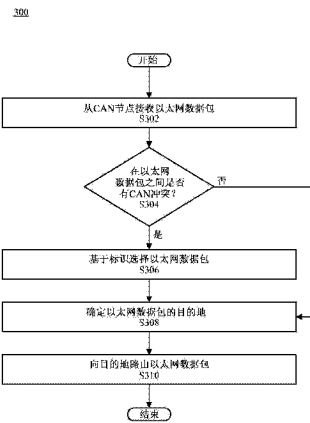 300
开始
从CAN节点接收以太网数据包
S302
在以太网
数据包之间是否
有CAN冲突?
S304
否
是
基于标识选择以太网数据包
S306
确定以太网数据包的目的地
S308
向目的地路由以太网数据包
S310
结束